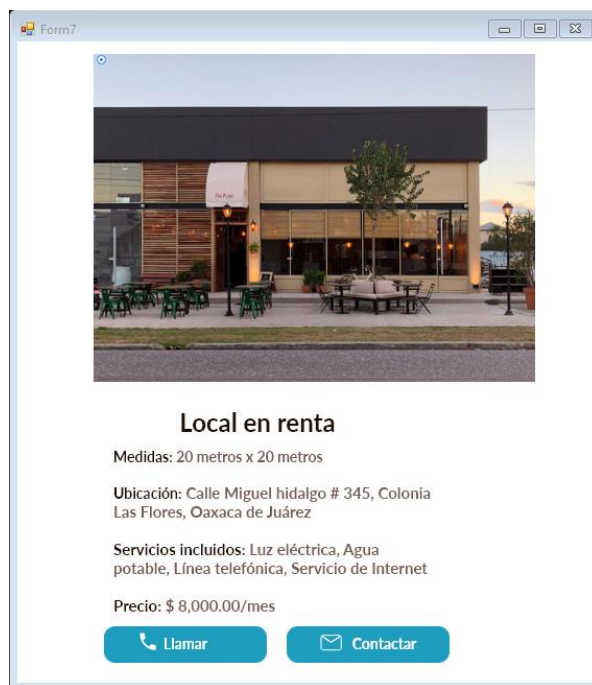 Form7
Local en renta
Medidas: 20 metros x 20 metros
Ubicación: Calle Miguel hidalgo # 345, Colonia
Las Flores, Oaxaca de Juárez
Servicios incluidos: Luz eléctrica, Agua
potable, Línea telefónica, Servicio de Internet
Precio: $ 8,000.00/mes
Llamar
Contactar